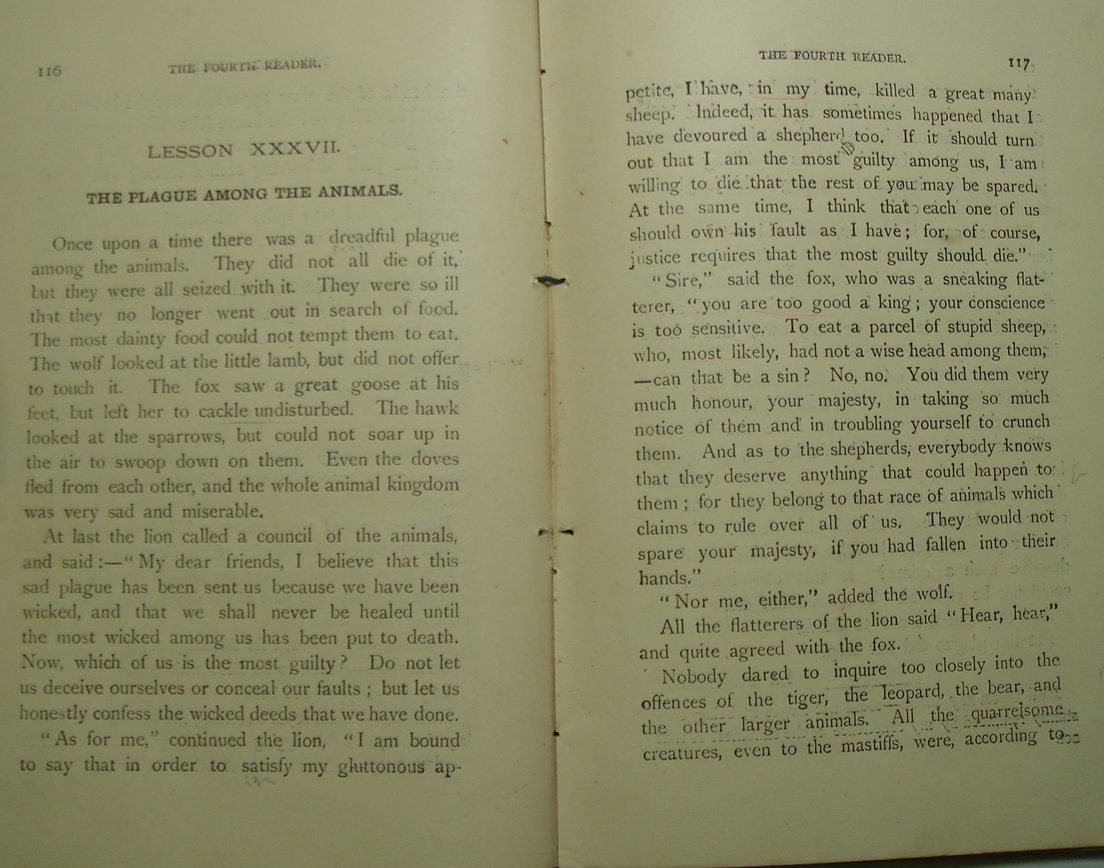 116
THE FOURTH READER.
LESSON XXXVII.
THE PLAGUE AMONG THE ANIMALS.
Once upon a time there was a dreadful plague
among the animals. They did not all die of it,
but they were all seized with it. They were so ill
that they no longer went out in search of food.
The most dainty food could not tempt them to eat.
The wolf looked at the little lamb, but did not offer
to touch it. The fox saw a great goose at his
feet, but left her to cackle undisturbed. The hawk
looked at the sparrows, but could not soar up in
the air to swoop down on them. Even the doves
fled from each other, and the whole animal kingdom
was very sad and miserable.
At last the lion called a council of the animals,
and said :—“ My dear friends, I believe that this
sad plague has been sent us because we have been
wicked, and that we shall never be healed until
the most wicked among us has been put to death.
Now, which of us is the most guilty ? Do not let
us deceive ourselves or conceal our faults ; but let us
honestly confess the wicked deeds that we have done.
“ As for me,” continued the lion, “ I am bound
to say that in order to satisfy my gluttonous ap-
THE FOURTH READER.
117
petite, I have, in my time, killed a great many
sheep. Indeed, it has sometimes happened that I
have devoured a shepherd too. If it should turn
out that I am the most guilty among us, I am
willing to die that the rest of you may be spared.
At the same time, I think that each one of us
should own his fault as I have ; for, of course,
justice requires that the most guilty should die.”
“ Sire,” said the fox, who was a sneaking flat-
terer, “ you are too good a king ; your conscience
is too sensitive. To eat a parcel of stupid sheep,
who, most likely, had not a wise head among them,
—can that be a sin ? No, no. You did them very
much honour, your majesty, in taking so much
notice of them and in troubling yourself to crunch
them. And as to the shepherds, everybody knows
that they deserve anything that could happen to
them ; for they belong to that race of animals which
claims to rule over all of us. They would not
spare your majesty, if you had fallen into their
hands.”
“ Nor me, either,” added the wolf.
All the flatterers of the lion said “ Hear, hear,”
and quite agreed with the fox.
Nobody dared to inquire too closely into the
offences of the tiger, the leopard, the bear, and
the other larger animals. All the quarrelsome
creatures, even to the mastiffs, were, according to